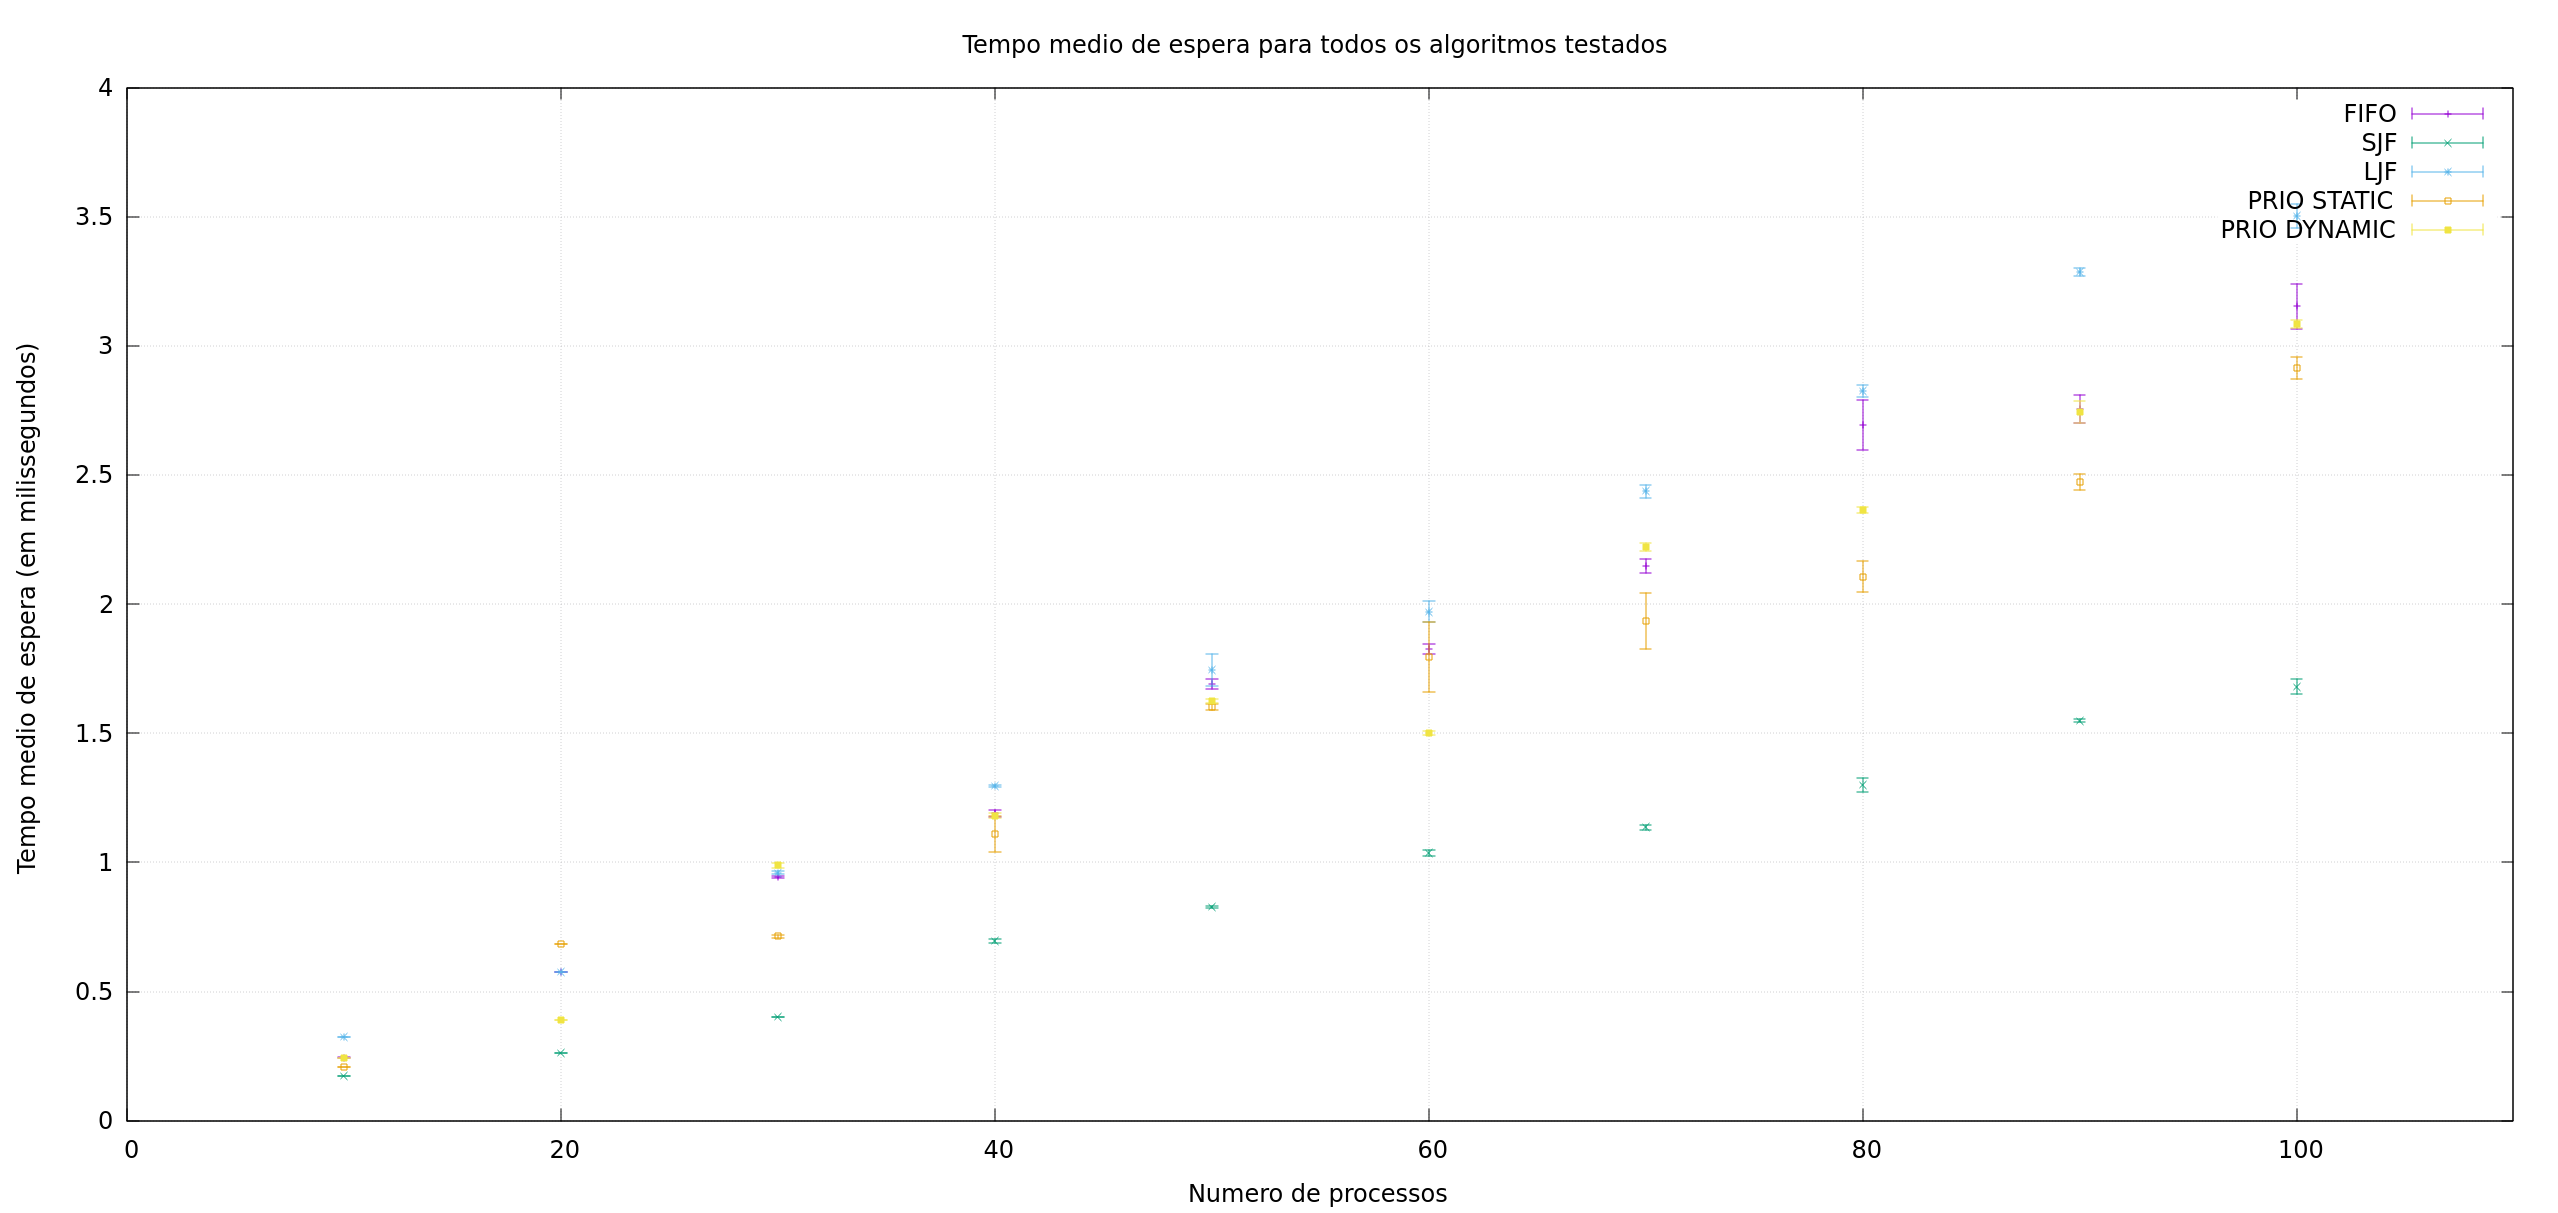 Tempo medio de espera para todos os algoritmos testados
4
3.5
3
2.5
2
1.5
1
0.5
0
Tempo medio de espera (em milissegundos)
FIFO
SJF
LJF
PRIO STATIC
PRIO DYNAMIC
0 20 40 60 80 100
Numero de processos